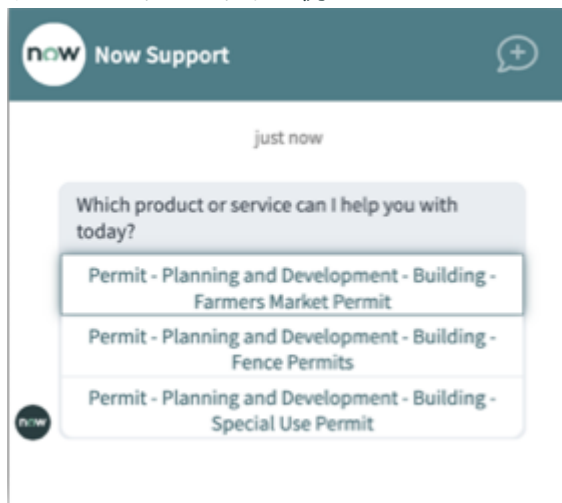 now Now Support
just now
Which product or service can I help you with
today?
Permit - Planning and Development - Building -
Farmers Market Permit
Permit - Planning and Development - Building -
Fence Permits
Permit - Planning and Development - Building -
Special Use Permit
now